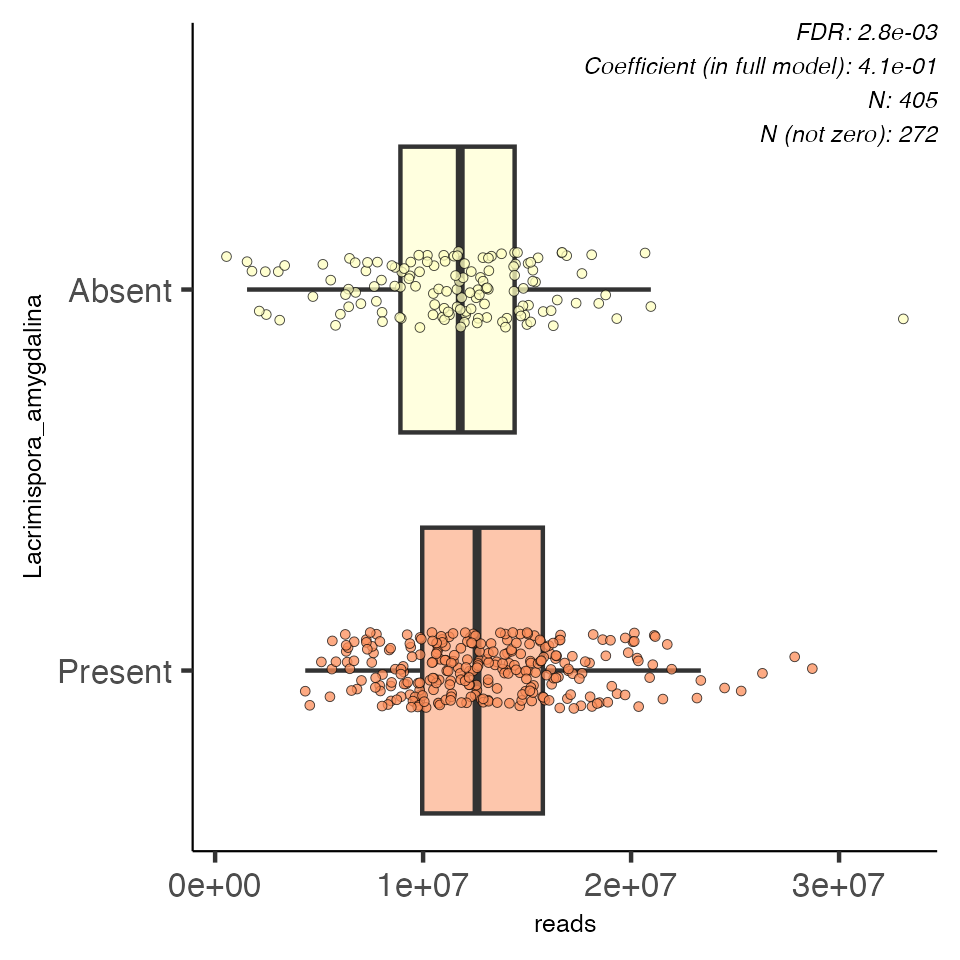 FDR: 2.8e-03
Coefficient (in full model): 4.1e-01
N: 405
N (not zero): 272
Lacrimispora_amygdalina
Absent
Present
0e+00 1e+07 2e+07 3e+07
reads